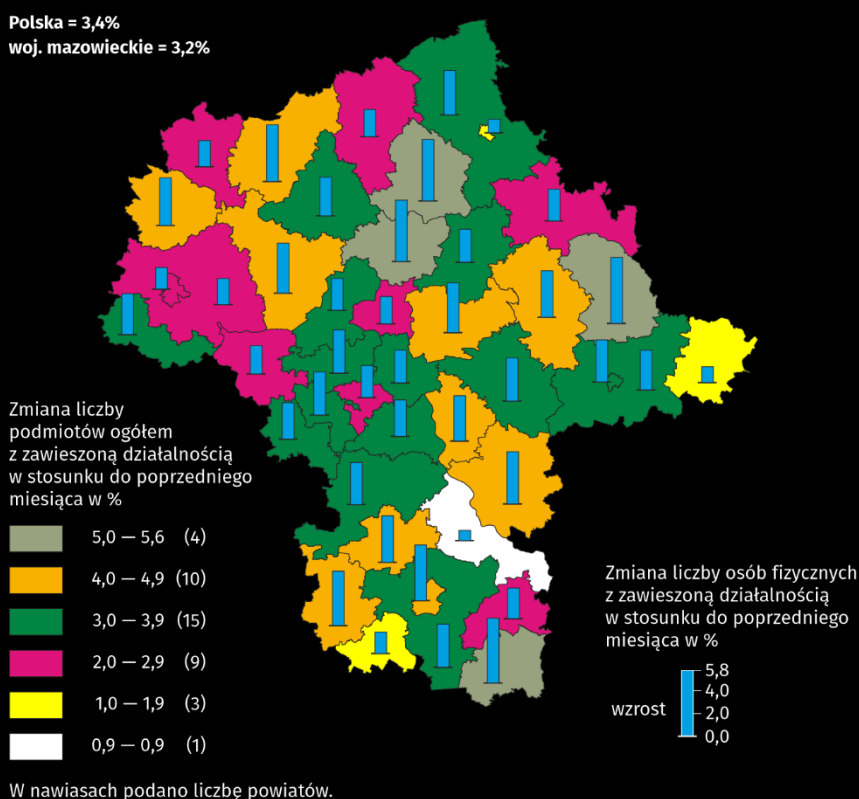 Polska = 3,4%
woj. mazowieckie = 3,2%
Zmiana liczby
podmiotów ogółem
z zawieszoną działalnością
w stosunku do poprzedniego
miesiąca w %
5,0 — 5,6 (4)
4,0 — 4,9 (10)
3,0 — 3,9 (15)
2,0 — 2,9 (9)
1,0 — 1,9 (3)
0,9 — 0,9 (1)
W nawiasach podano liczbę powiatów.
Zmiana liczby osób fizycznych
z zawieszoną działalnością
w stosunku do poprzedniego
miesiąca w %
wzrost
5,8
4,0
2,0
0,0